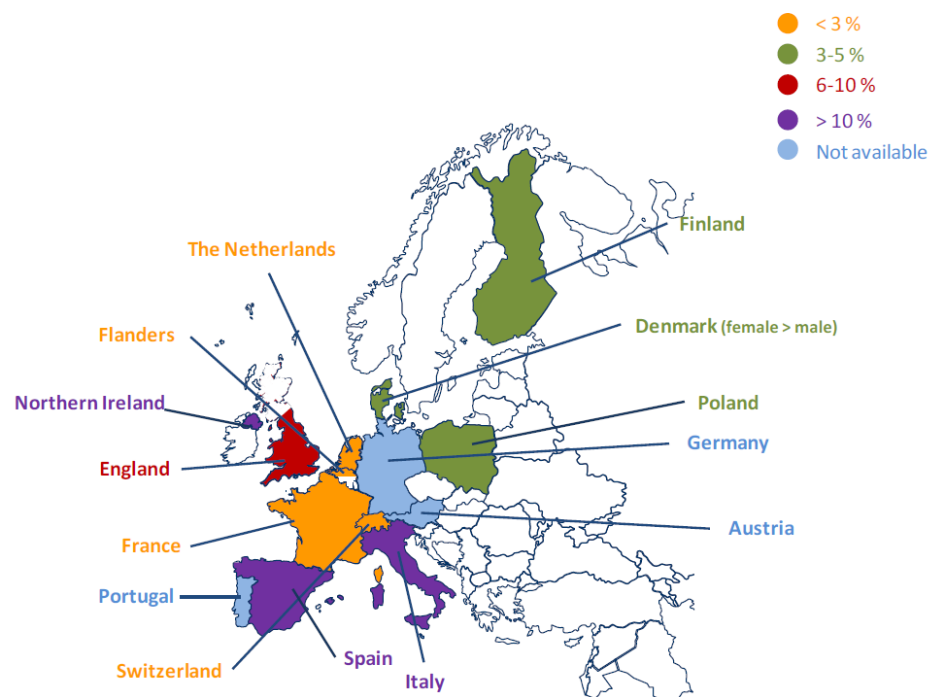 < 3 %
3-5 %
6-10 %
> 10 %
Not available
Finland
The Netherlands
Flanders
Denmark (female > male)
Northern Ireland
Poland
Germany
England
Austria
France
Portugal
Spain
Switzerland
Italy